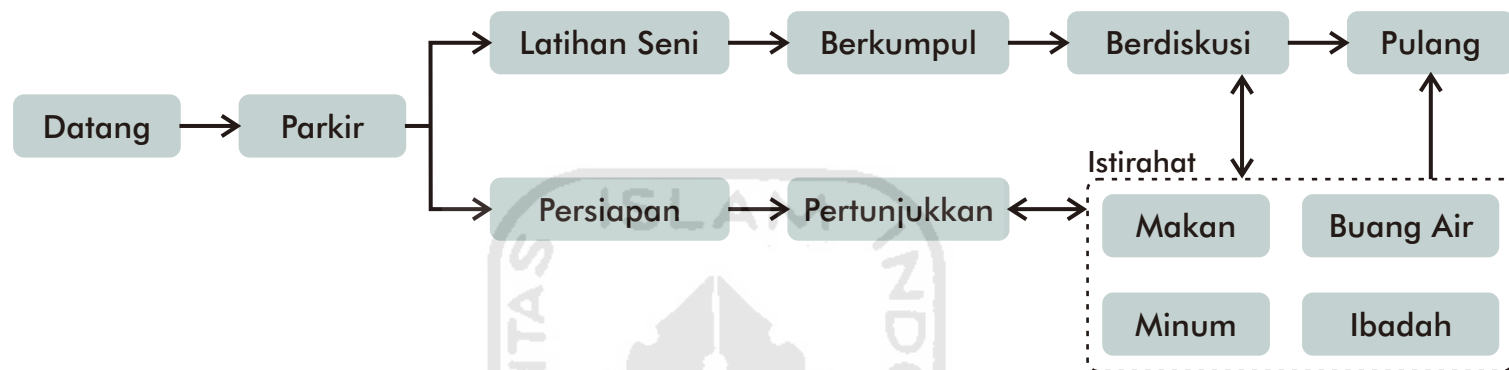 Latihan Seni
Berkumpul
Berdiskusi
Pulang
Datang
Parkir
Istirahat
Persiapan
Pertunjukkan
Makan
Buang Air
Minum
Ibadah
ISLAM